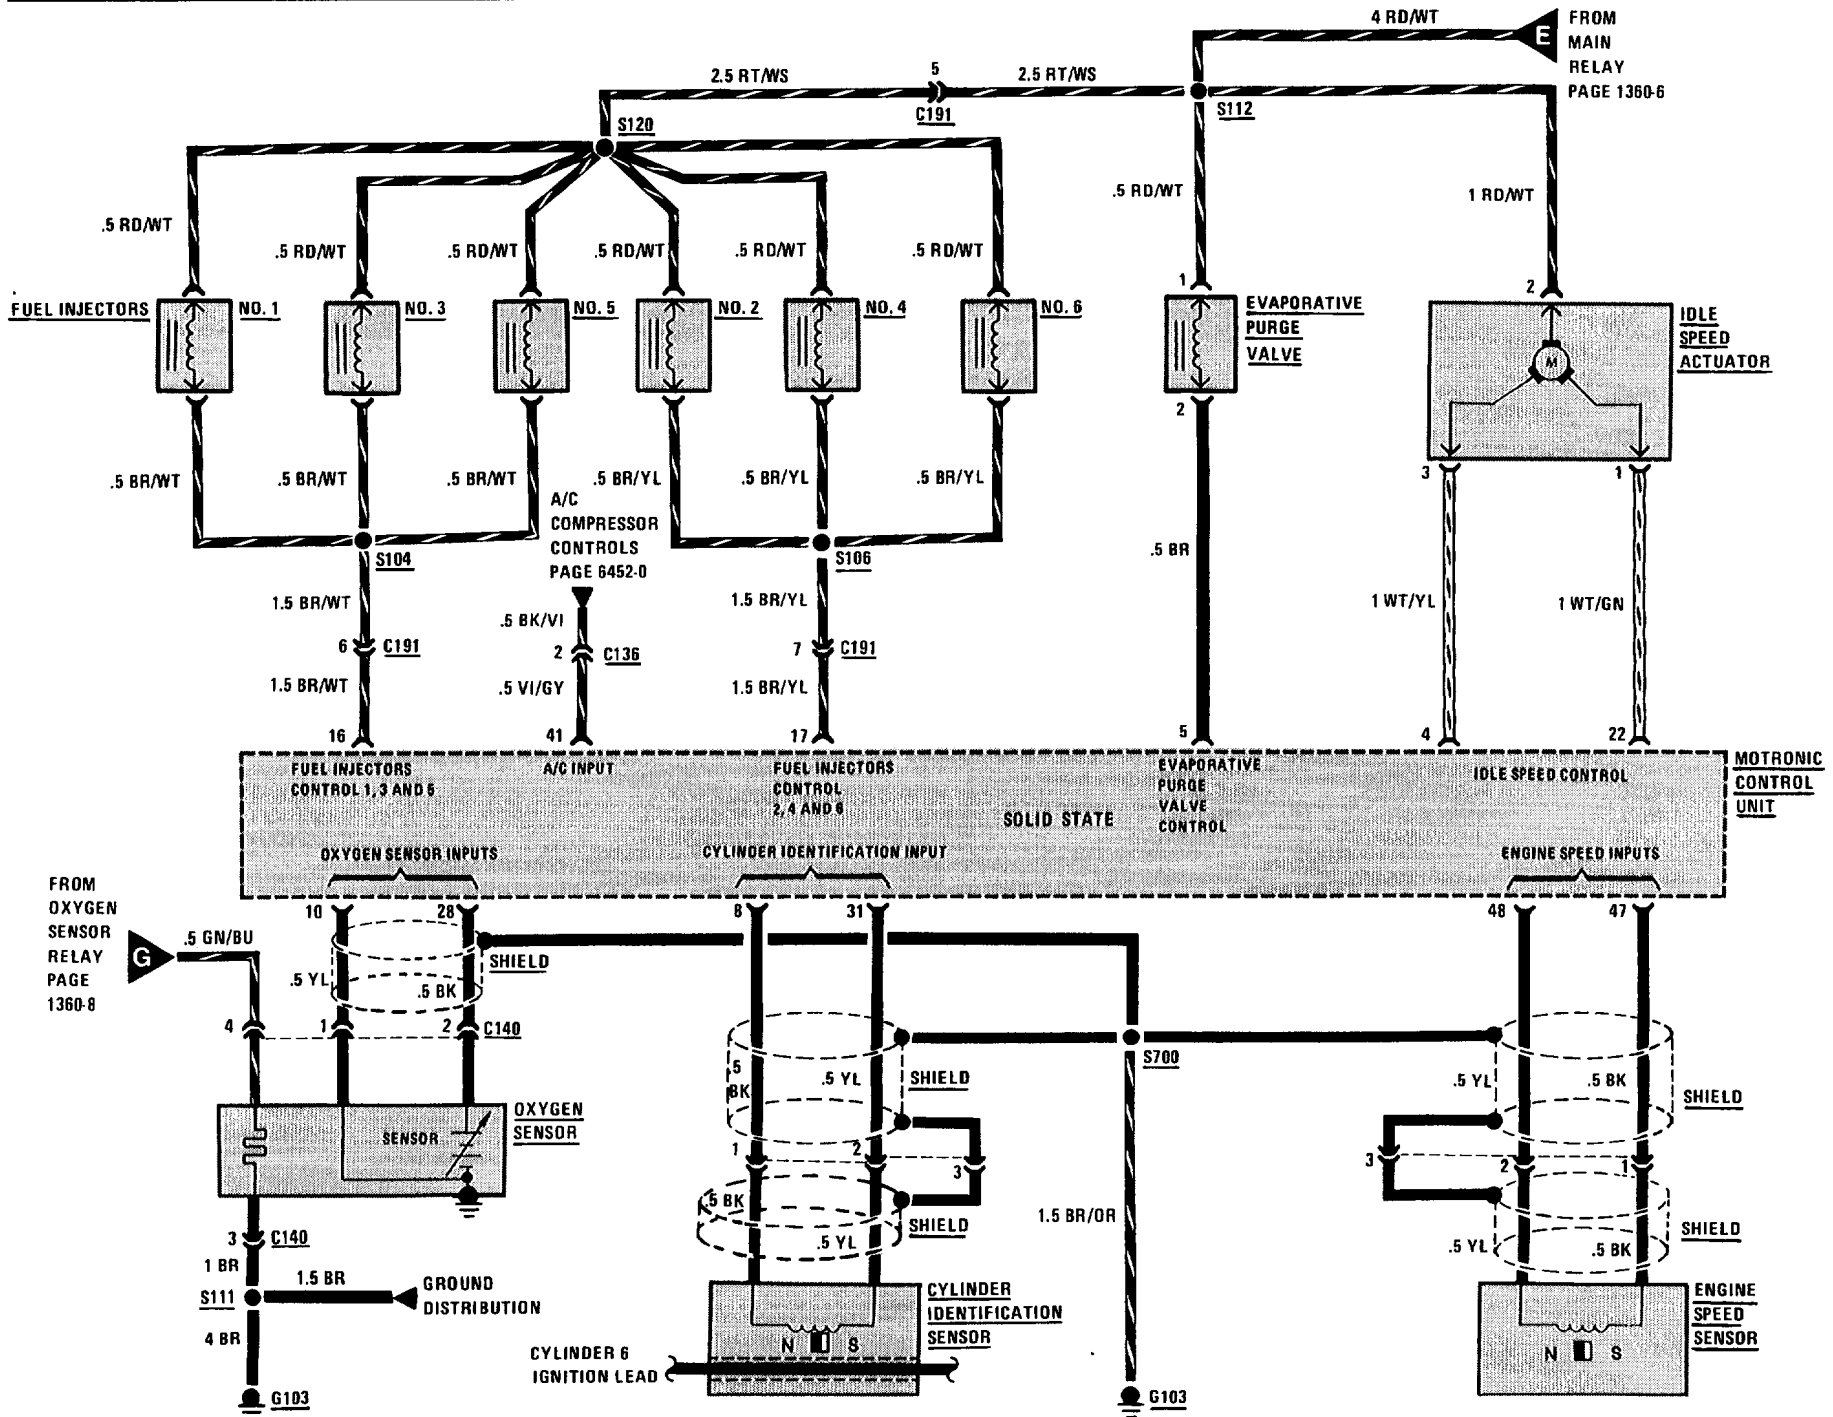 4 RD/WT
E
FROM
MAIN
RELAY
PAGE 1360-6
2.5 RT/WS
5
2.5 RT/WS
C191
S112
S120
.5 RD/WT
.5 RD/WT
.5 RD/WT
.5 RD/WT
.5 RD/WT
.5 RD/WT
.5 RD/WT
1 RD/WT
1
2
FUEL INJECTORS
NO. 1
NO. 3
NO. 5
NO. 2
NO. 4
NO. 6
EVAPORATIVE
PURGE
VALVE
IDLE
SPEED
ACTUATOR
M
2
3
1
.5 BR/WT
.5 BR/WT
.5 BR/WT
.5 BR/YL
.5 BR/YL
.5 BR/YL
A/C
COMPRESSOR
CONTROLS
PAGE 6452-0
S104
S106
.5 BR
1.5 BR/WT
.5 BK/VI
1.5 BR/YL
1 WT/YL
1 WT/GN
6
C191
2
C136
7
C191
1.5 BR/WT
.5 VI/GY
1.5 BR/YL
16
41
17
5
4
22
FUEL INJECTORS
CONTROL 1, 3 AND 5
A/C INPUT
FUEL INJECTORS
CONTROL
2, 4 AND 6
EVAPORATIVE
PURGE
VALVE
CONTROL
IDLE SPEED CONTROL
MOTRONIC
CONTROL
UNIT
SOLID STATE
OXYGEN SENSOR INPUTS
CYLINDER IDENTIFICATION INPUT
ENGINE SPEED INPUTS
10
28
8
31
48
47
FROM
OXYGEN
SENSOR
RELAY
PAGE
1360-8
G
.5 GN/BU
.5 YL
.5 BK
SHIELD
4
1
2
C140
S700
.5
BK
.5 YL
SHIELD
.5 YL
.5 BK
SHIELD
OXYGEN
SENSOR
SENSOR
1
2
3
3
2
1
.5 BK
.5 YL
SHIELD
1.5 BR/OR
.5 YL
.5 BK
SHIELD
3
C140
1 BR
1.5 BR
S111
GROUND
DISTRIBUTION
4 BR
G103
CYLINDER
IDENTIFICATION
SENSOR
N
S
CYLINDER 6
IGNITION LEAD
G103
ENGINE
SPEED
SENSOR
N
S